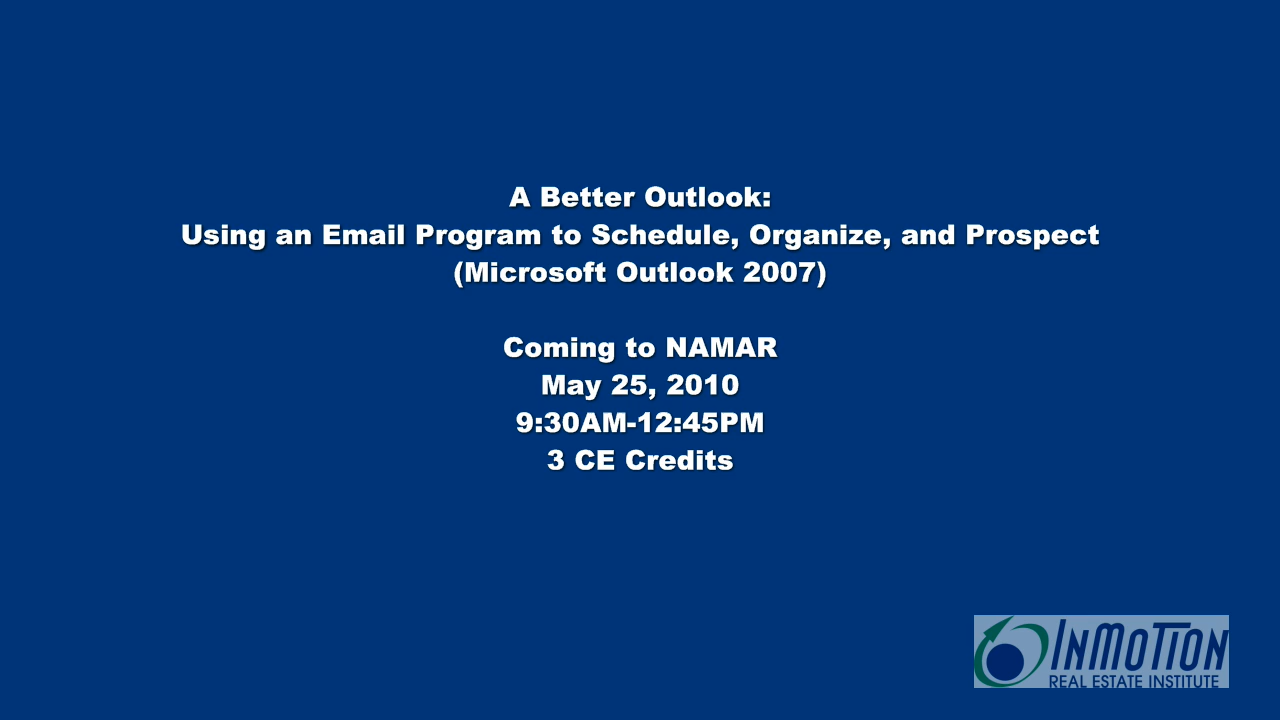 A Better Outlook:
Using an Email Program to Schedule, Organize, and Prospect
(Microsoft Outlook 2007)
Coming to NAMAR
May 25, 2010
9:30AM-12:45PM
3 CE Credits
INMOTION
REAL ESTATE INSTITUTE